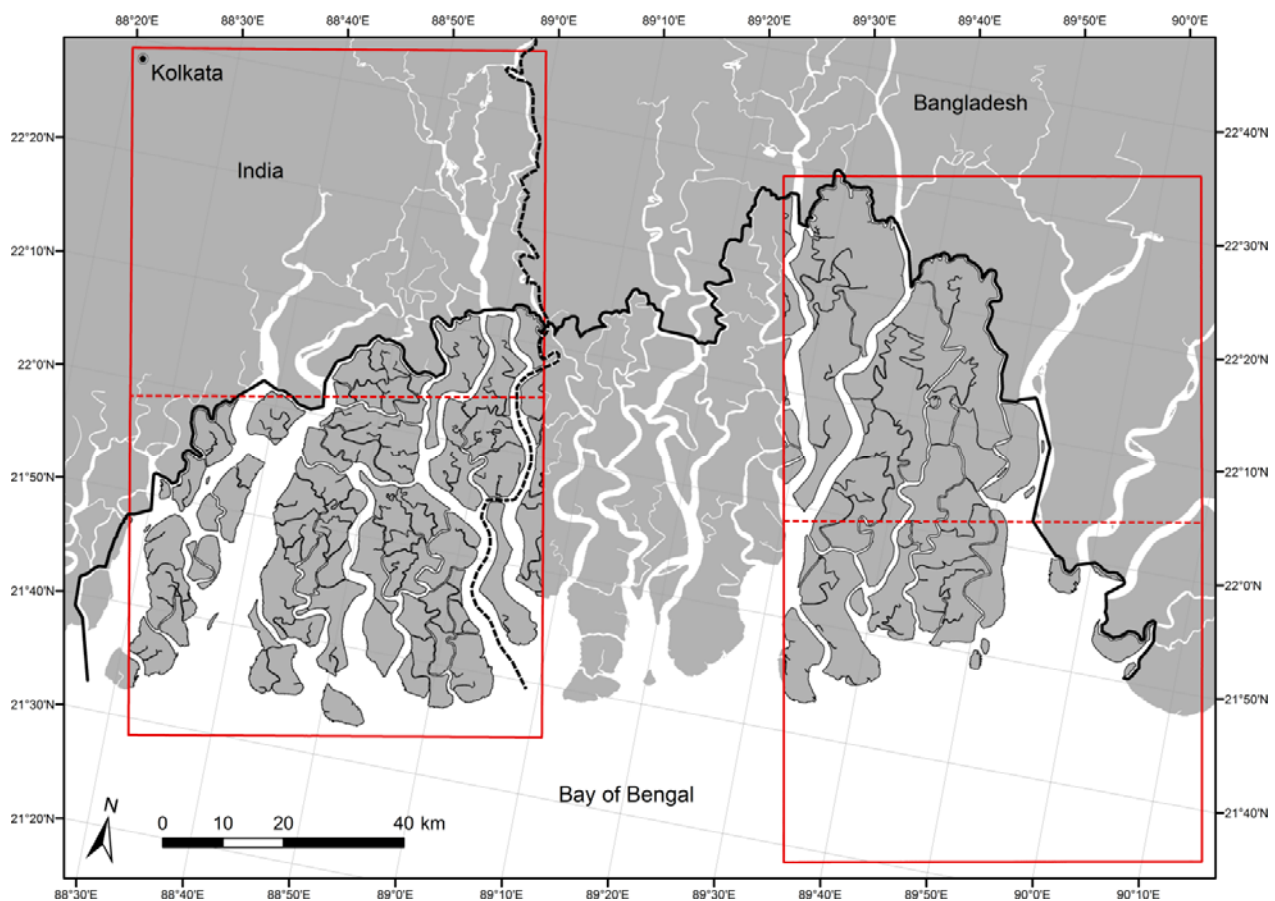 88°20'E 88°30'E 88°40'E 88°50'E 89°0'E 89°10'E 89°20'E 89°30'E 89°40'E 89°50'E 90°0'E
Kolkata
Bangladesh
22°20'N
22°40'N
India
22°10'N
22°30'N
22°0'N
22°20'N
21°50'N
22°10'N
21°40'N
22°0'N
21°30'N
21°50'N
Bay of Bengal
N
21°20'N
0 10 20 40 km
21°40'N
88°30'E 88°40'E 88°50'E 89°0'E 89°10'E 89°20'E 89°30'E 89°40'E 89°50'E 90°0'E 90°10'E